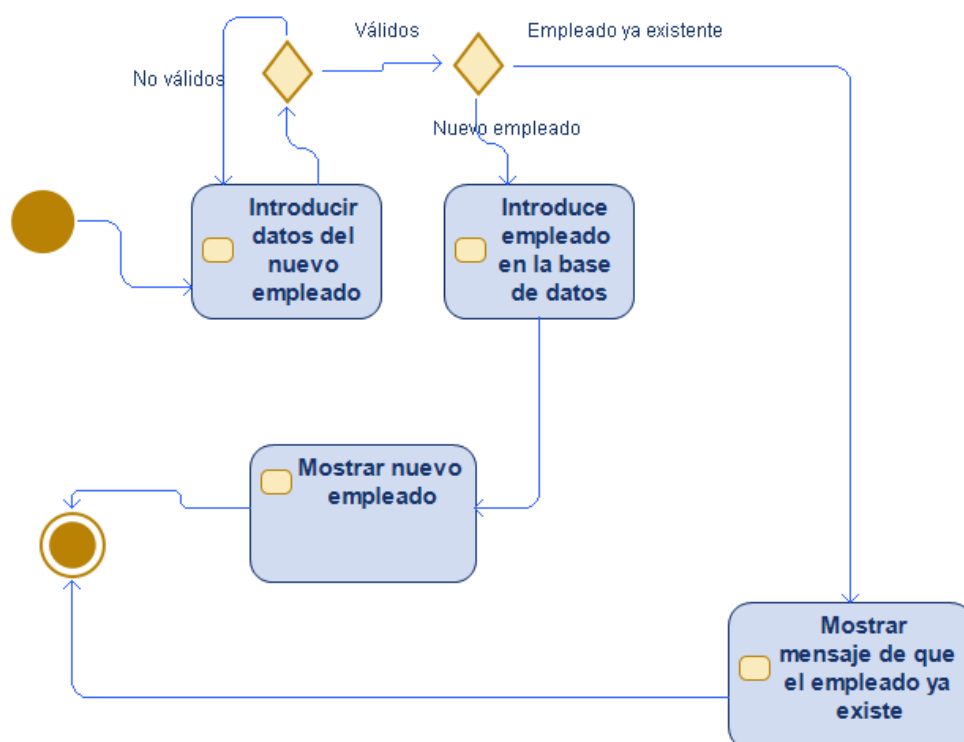 Válidos
Empleado ya existente
No válidos
Nuevo empleado
Introducir
datos del
nuevo
empleado
Introduce
empleado
en la base
de datos
Mostrar nuevo
empleado
Mostrar
mensaje de que
el empleado ya
existe